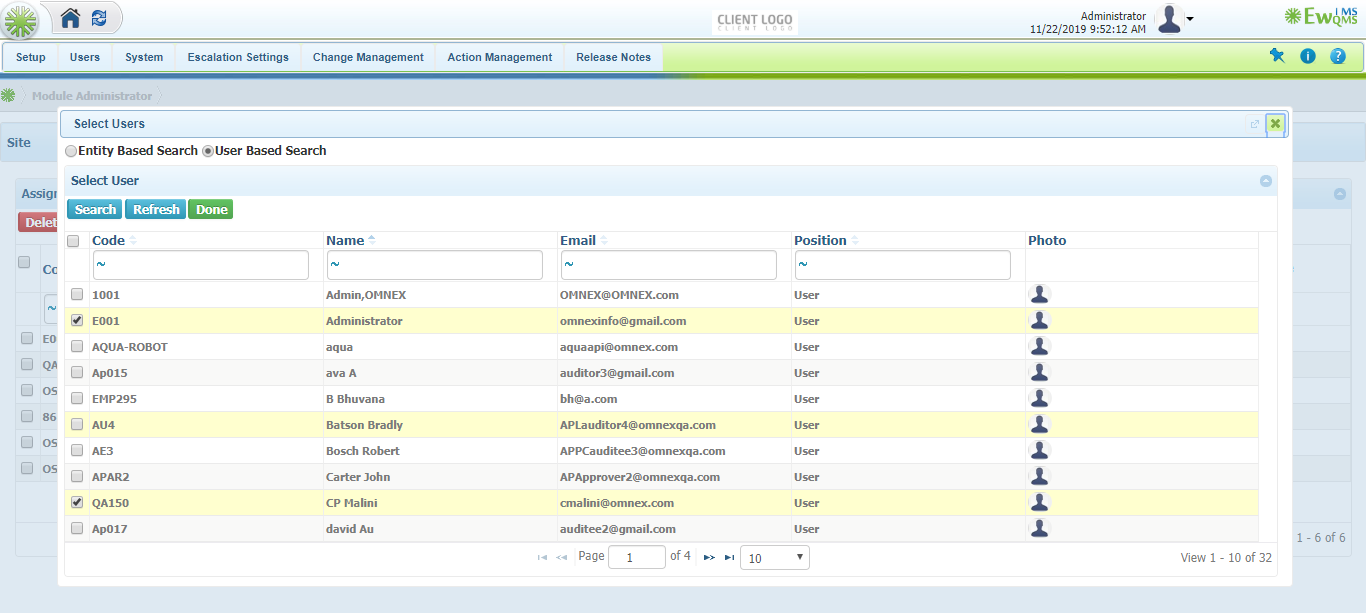 CLIENT LOGO
CLIENT LOGO
Administrator
11/22/2019 9:52:12 AM
EwQMS iMS
Setup Users System Escalation Settings Change Management Action Management Release Notes
Module Administrator
Select Users
Site
Entity Based Search User Based Search
Select User
Assig
Delet
Search Refresh Done
Code Name Email Position Photo
Co
~ ~ ~ ~
~
1001 Admin,OMNEX OMNEX@OMNEX.com User
E001 Administrator omnexinfo@gmail.com User
E0
AQUA-ROBOT aqua aquaapi@omnex.com User
QA
Ap015 ava A auditor3@gmail.com User
OS
EMP295 B Bhuvana bh@a.com User
86
AU4 Batson Bradly APLauditor4@omnexqa.com User
OS
AE3 Bosch Robert APPCauditee3@omnexqa.com User
OS
APAR2 Carter John APApprover2@omnexqa.com User
QA150 CP Malini cmalini@omnex.com User
Ap017 david Au auditee2@gmail.com User
1 - 6 of 6
Page 1 of 4 10 View 1 - 10 of 32